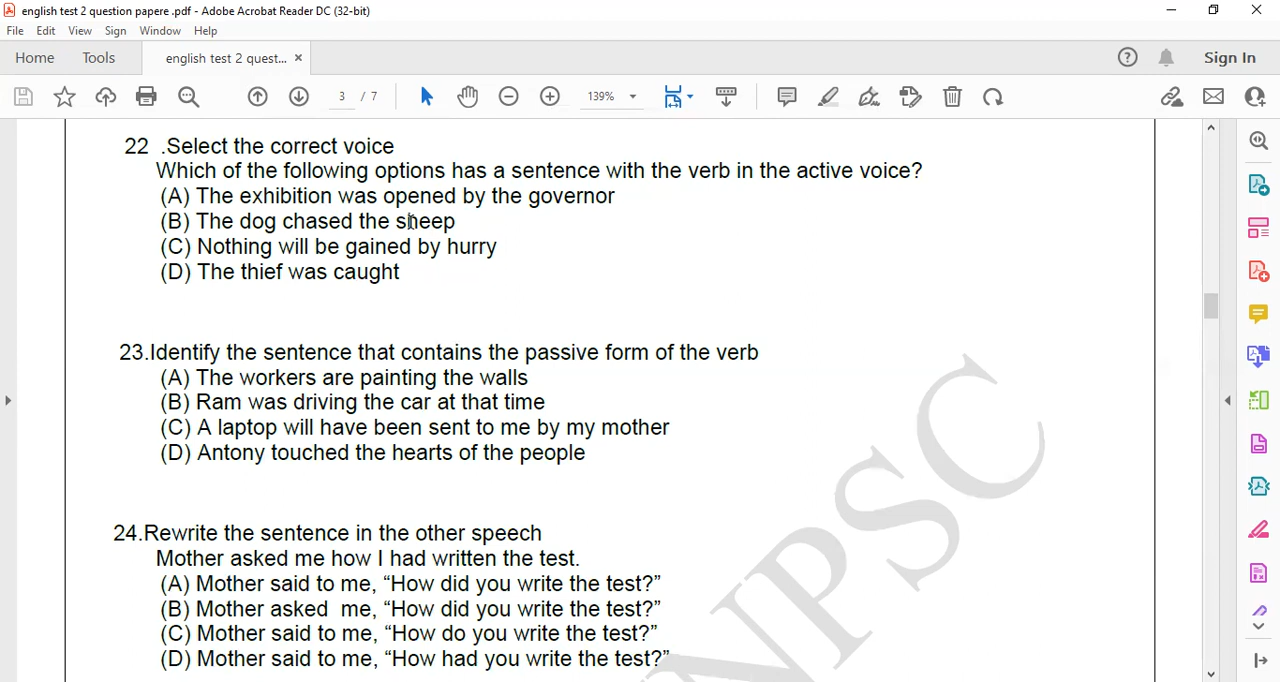 english test 2 question papere .pdf - Adobe Acrobat Reader DC (32-bit)
File Edit View Sign Window Help
Home Tools english test 2 quest... × Sign In
3 / 7 139%
22 .Select the correct voice
Which of the following options has a sentence with the verb in the active voice?
(A) The exhibition was opened by the governor
(B) The dog chased the sheep
(C) Nothing will be gained by hurry
(D) The thief was caught
23.Identify the sentence that contains the passive form of the verb
(A) The workers are painting the walls
(B) Ram was driving the car at that time
(C) A laptop will have been sent to me by my mother
(D) Antony touched the hearts of the people
24.Rewrite the sentence in the other speech
Mother asked me how I had written the test.
(A) Mother said to me, “How did you write the test?”
(B) Mother asked  me, “How did you write the test?”
(C) Mother said to me, “How do you write the test?”
(D) Mother said to me, “How had you write the test?”
NPSC